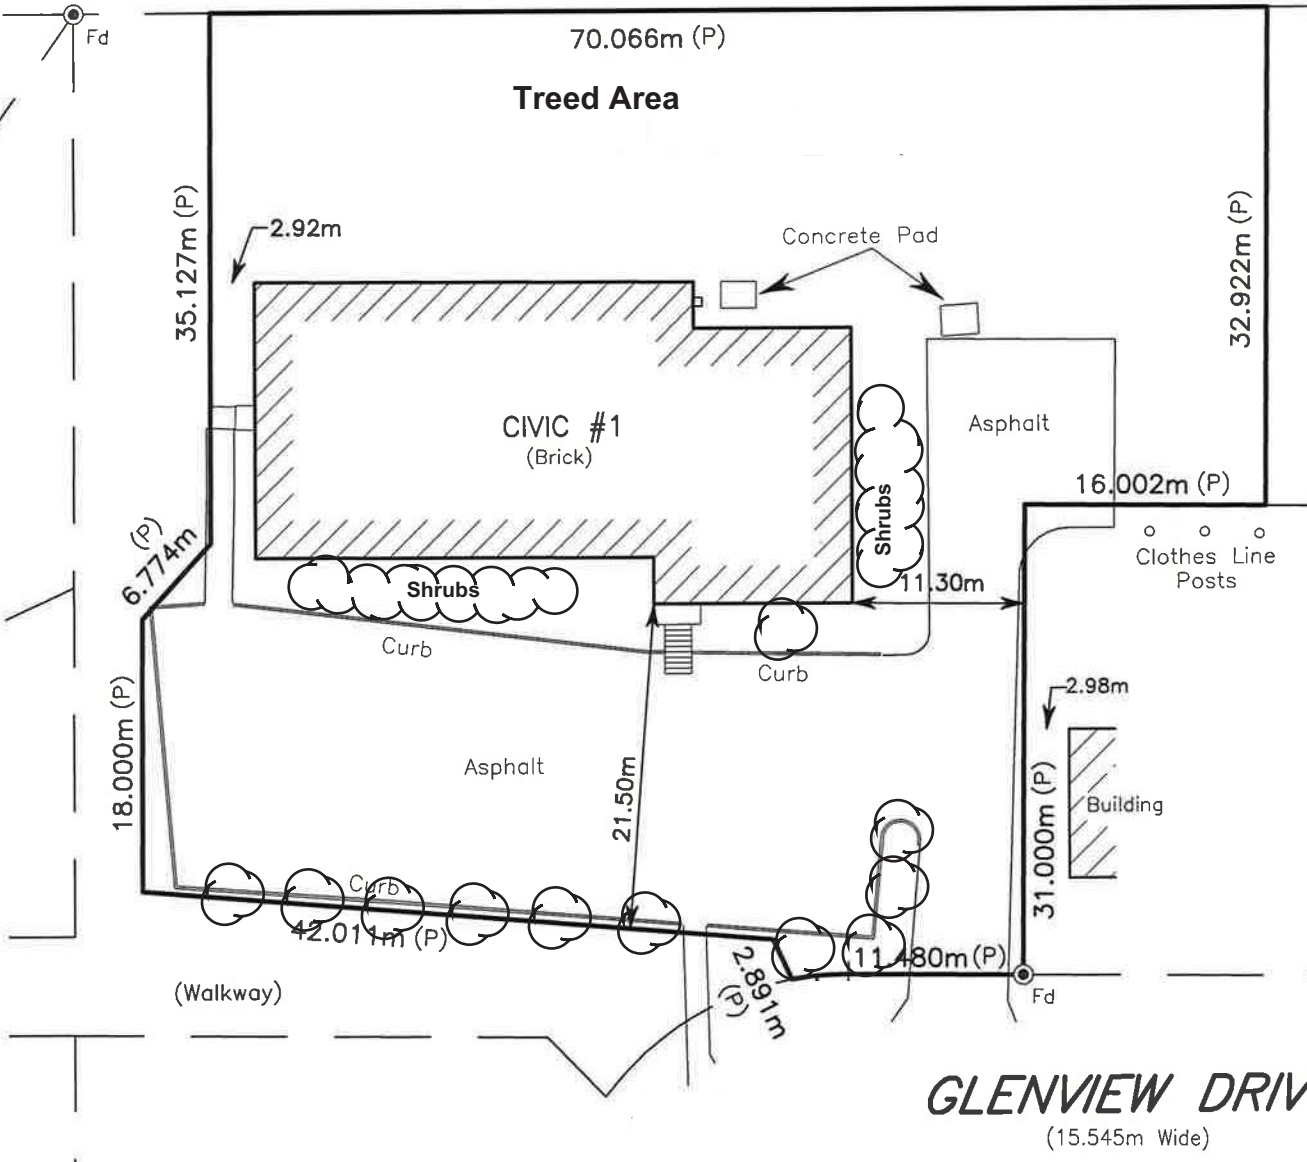 Fd
70.066m (P)
Treed Area
35.127m (P)
2.92m
Concrete Pad
32.922m (P)
CIVIC #1
(Brick)
Asphalt
16.002m (P)
Shrubs
Clothes Line
Posts
6.774m
(P)
Shrubs
11.30m
Curb
Curb
2.98m
18.000m (P)
Asphalt
21.50m
Building
31.000m (P)
Curb
42.011m (P)
11.480m (P)
2.891m
(P)
Fd
(Walkway)
GLENVIEW DRIV
(15.545m Wide)